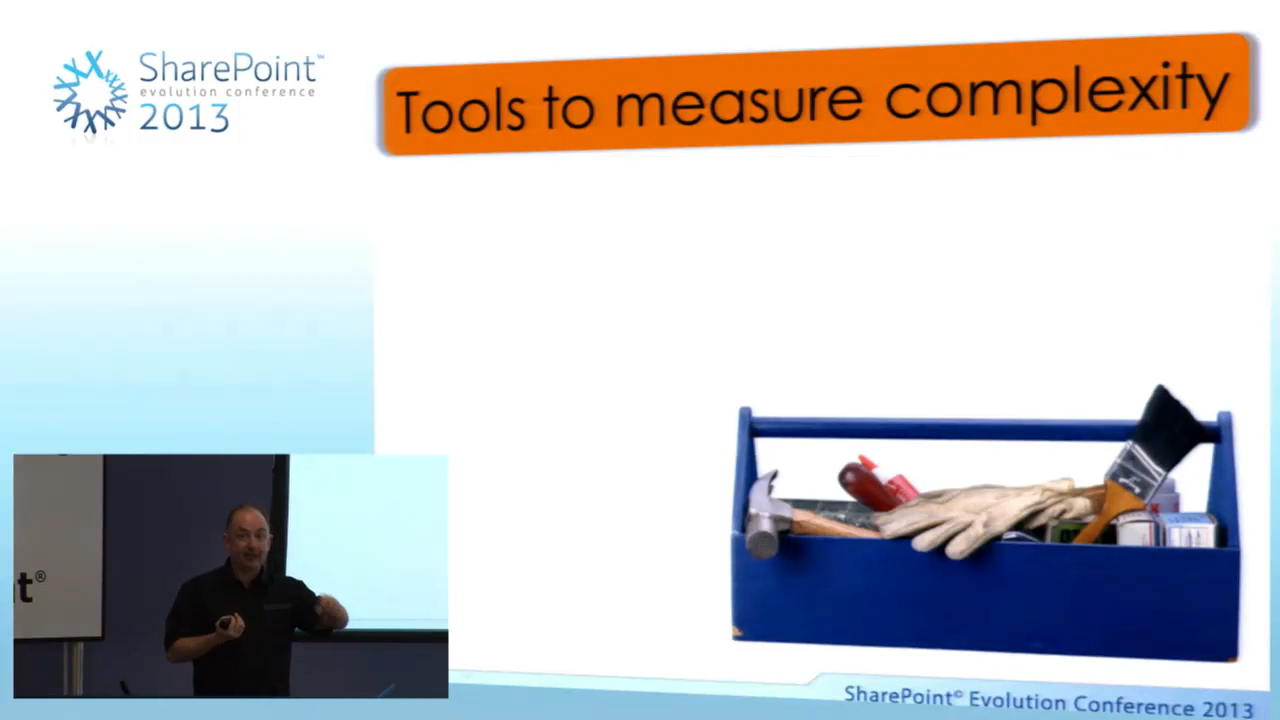 SharePoint™
evolution conference
2013
Tools to measure complexity
t®
SharePoint© Evolution Conference 2013